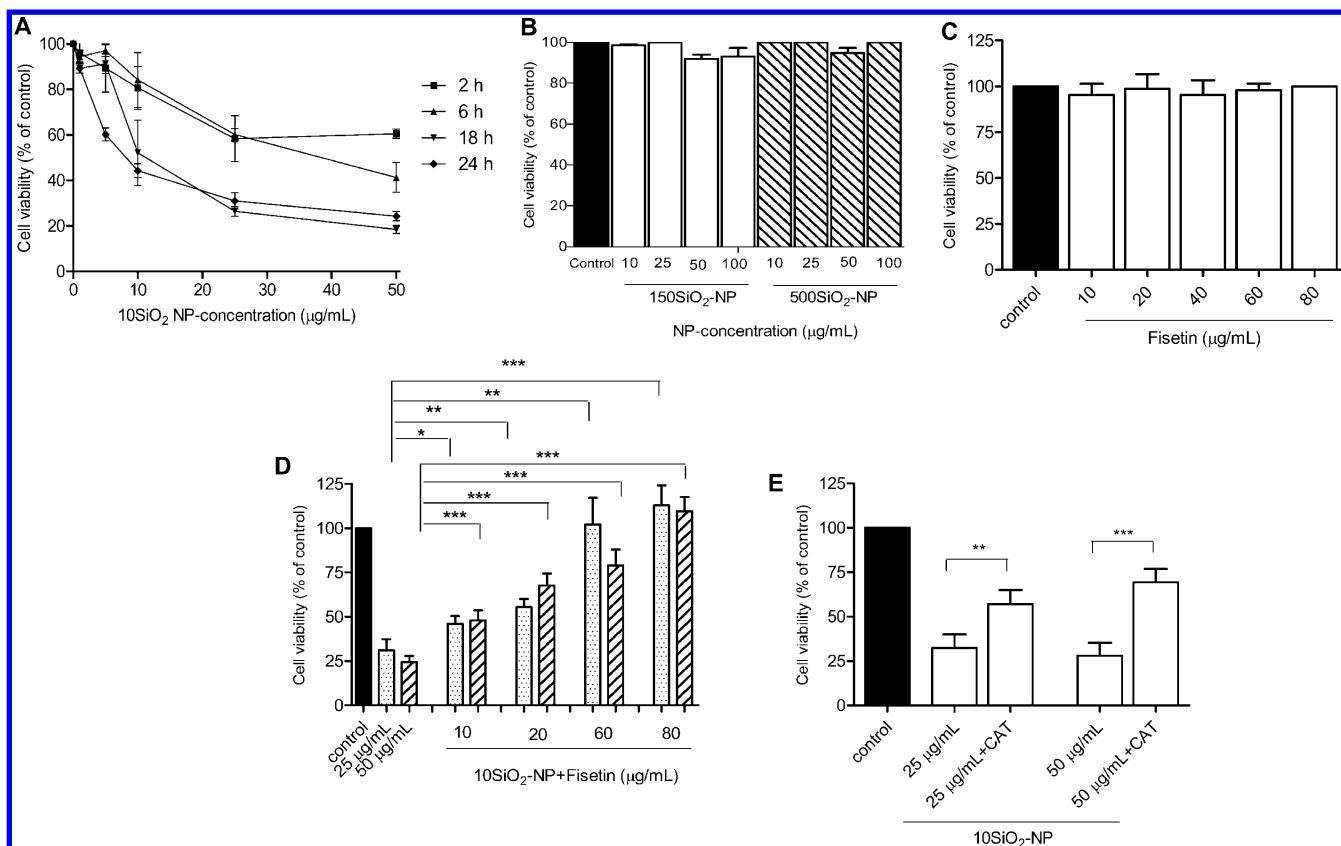 A
Cell viability (% of control)
100
80
60
40
20
0
0 10 20 30 40 50
10SiO₂ NP-concentration (µg/mL)
2 h
6 h
18 h
24 h
B
Cell viability (% of control)
100
80
60
40
20
0
Control 10 25 50 100 10 25 50 100
150SiO₂-NP 500SiO₂-NP
NP-concentration (µg/mL)
C
Cell viability (% of control)
125
100
75
50
25
0
control 10 20 40 60 80
Fisetin (µg/mL)
***
**
**
*
D
***
***
***
***
Cell viability (% of control)
125
100
75
50
25
0
control 25 µg/mL 50 µg/mL 10 20 60 80
10SiO₂-NP+Fisetin (µg/mL)
E
Cell viability (% of control)
125
100
75
50
25
0
** ***
control 25 µg/mL 25 µg/mL+CAT 50 µg/mL 50 µg/mL+CAT
10SiO₂-NP